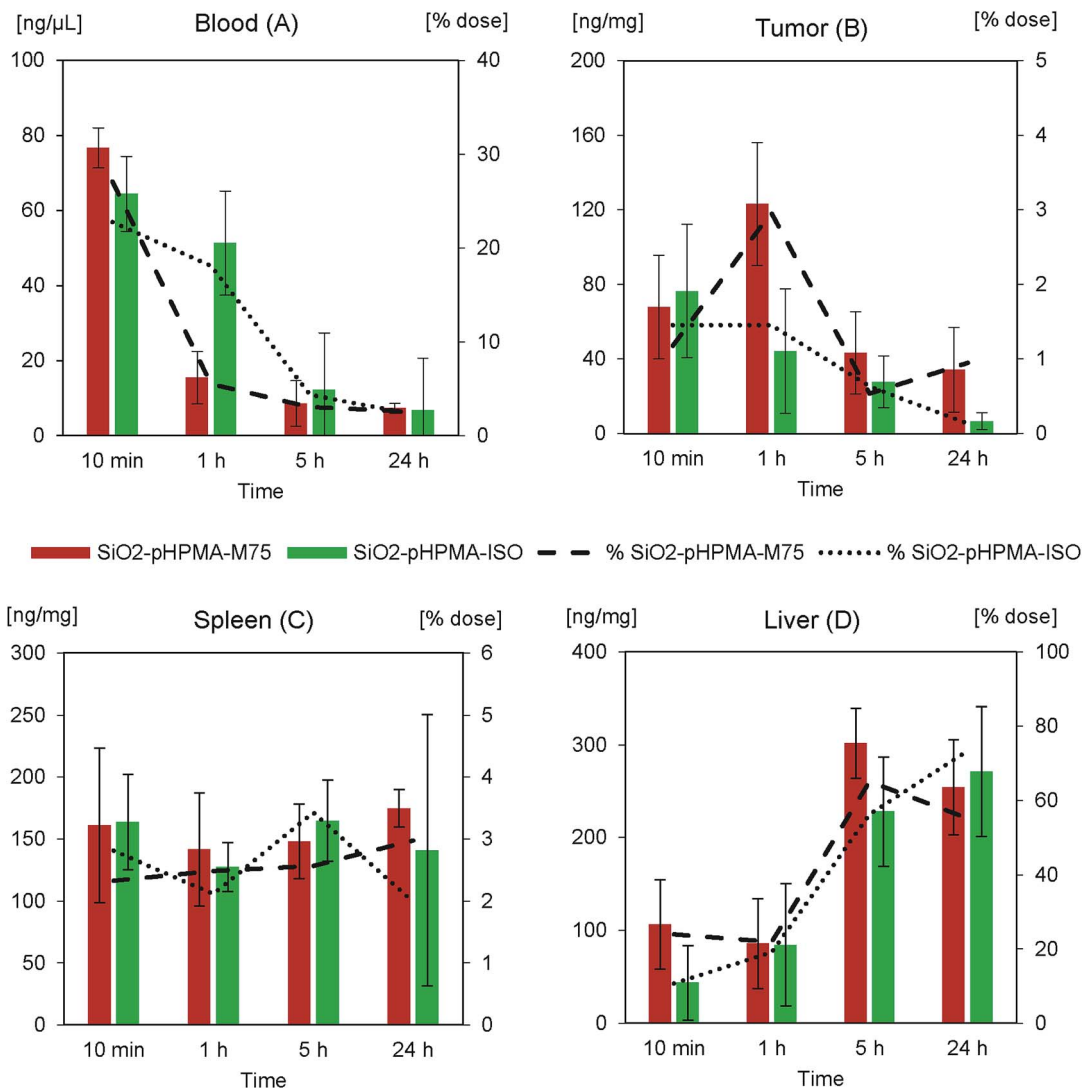 [ng/µL] Blood (A) [% dose]
100 40
80
30
60
20
40
10
20
0 0
10 min 1 h 5 h 24 h
Time
[ng/mg] Tumor (B) [% dose]
200 5
160 4
120 3
80 2
40 1
0 0
10 min 1 h 5 h 24 h
Time
SiO2-pHPMA-M75 SiO2-pHPMA-ISO % SiO2-pHPMA-M75 % SiO2-pHPMA-ISO
[ng/mg] Spleen (C) [% dose]
300 6
250 5
200 4
150 3
100 2
50 1
0 0
10 min 1 h 5 h 24 h
Time
[ng/mg] Liver (D) [% dose]
400 100
80
300
60
200
40
100
20
0 0
10 min 1 h 5 h 24 h
Time